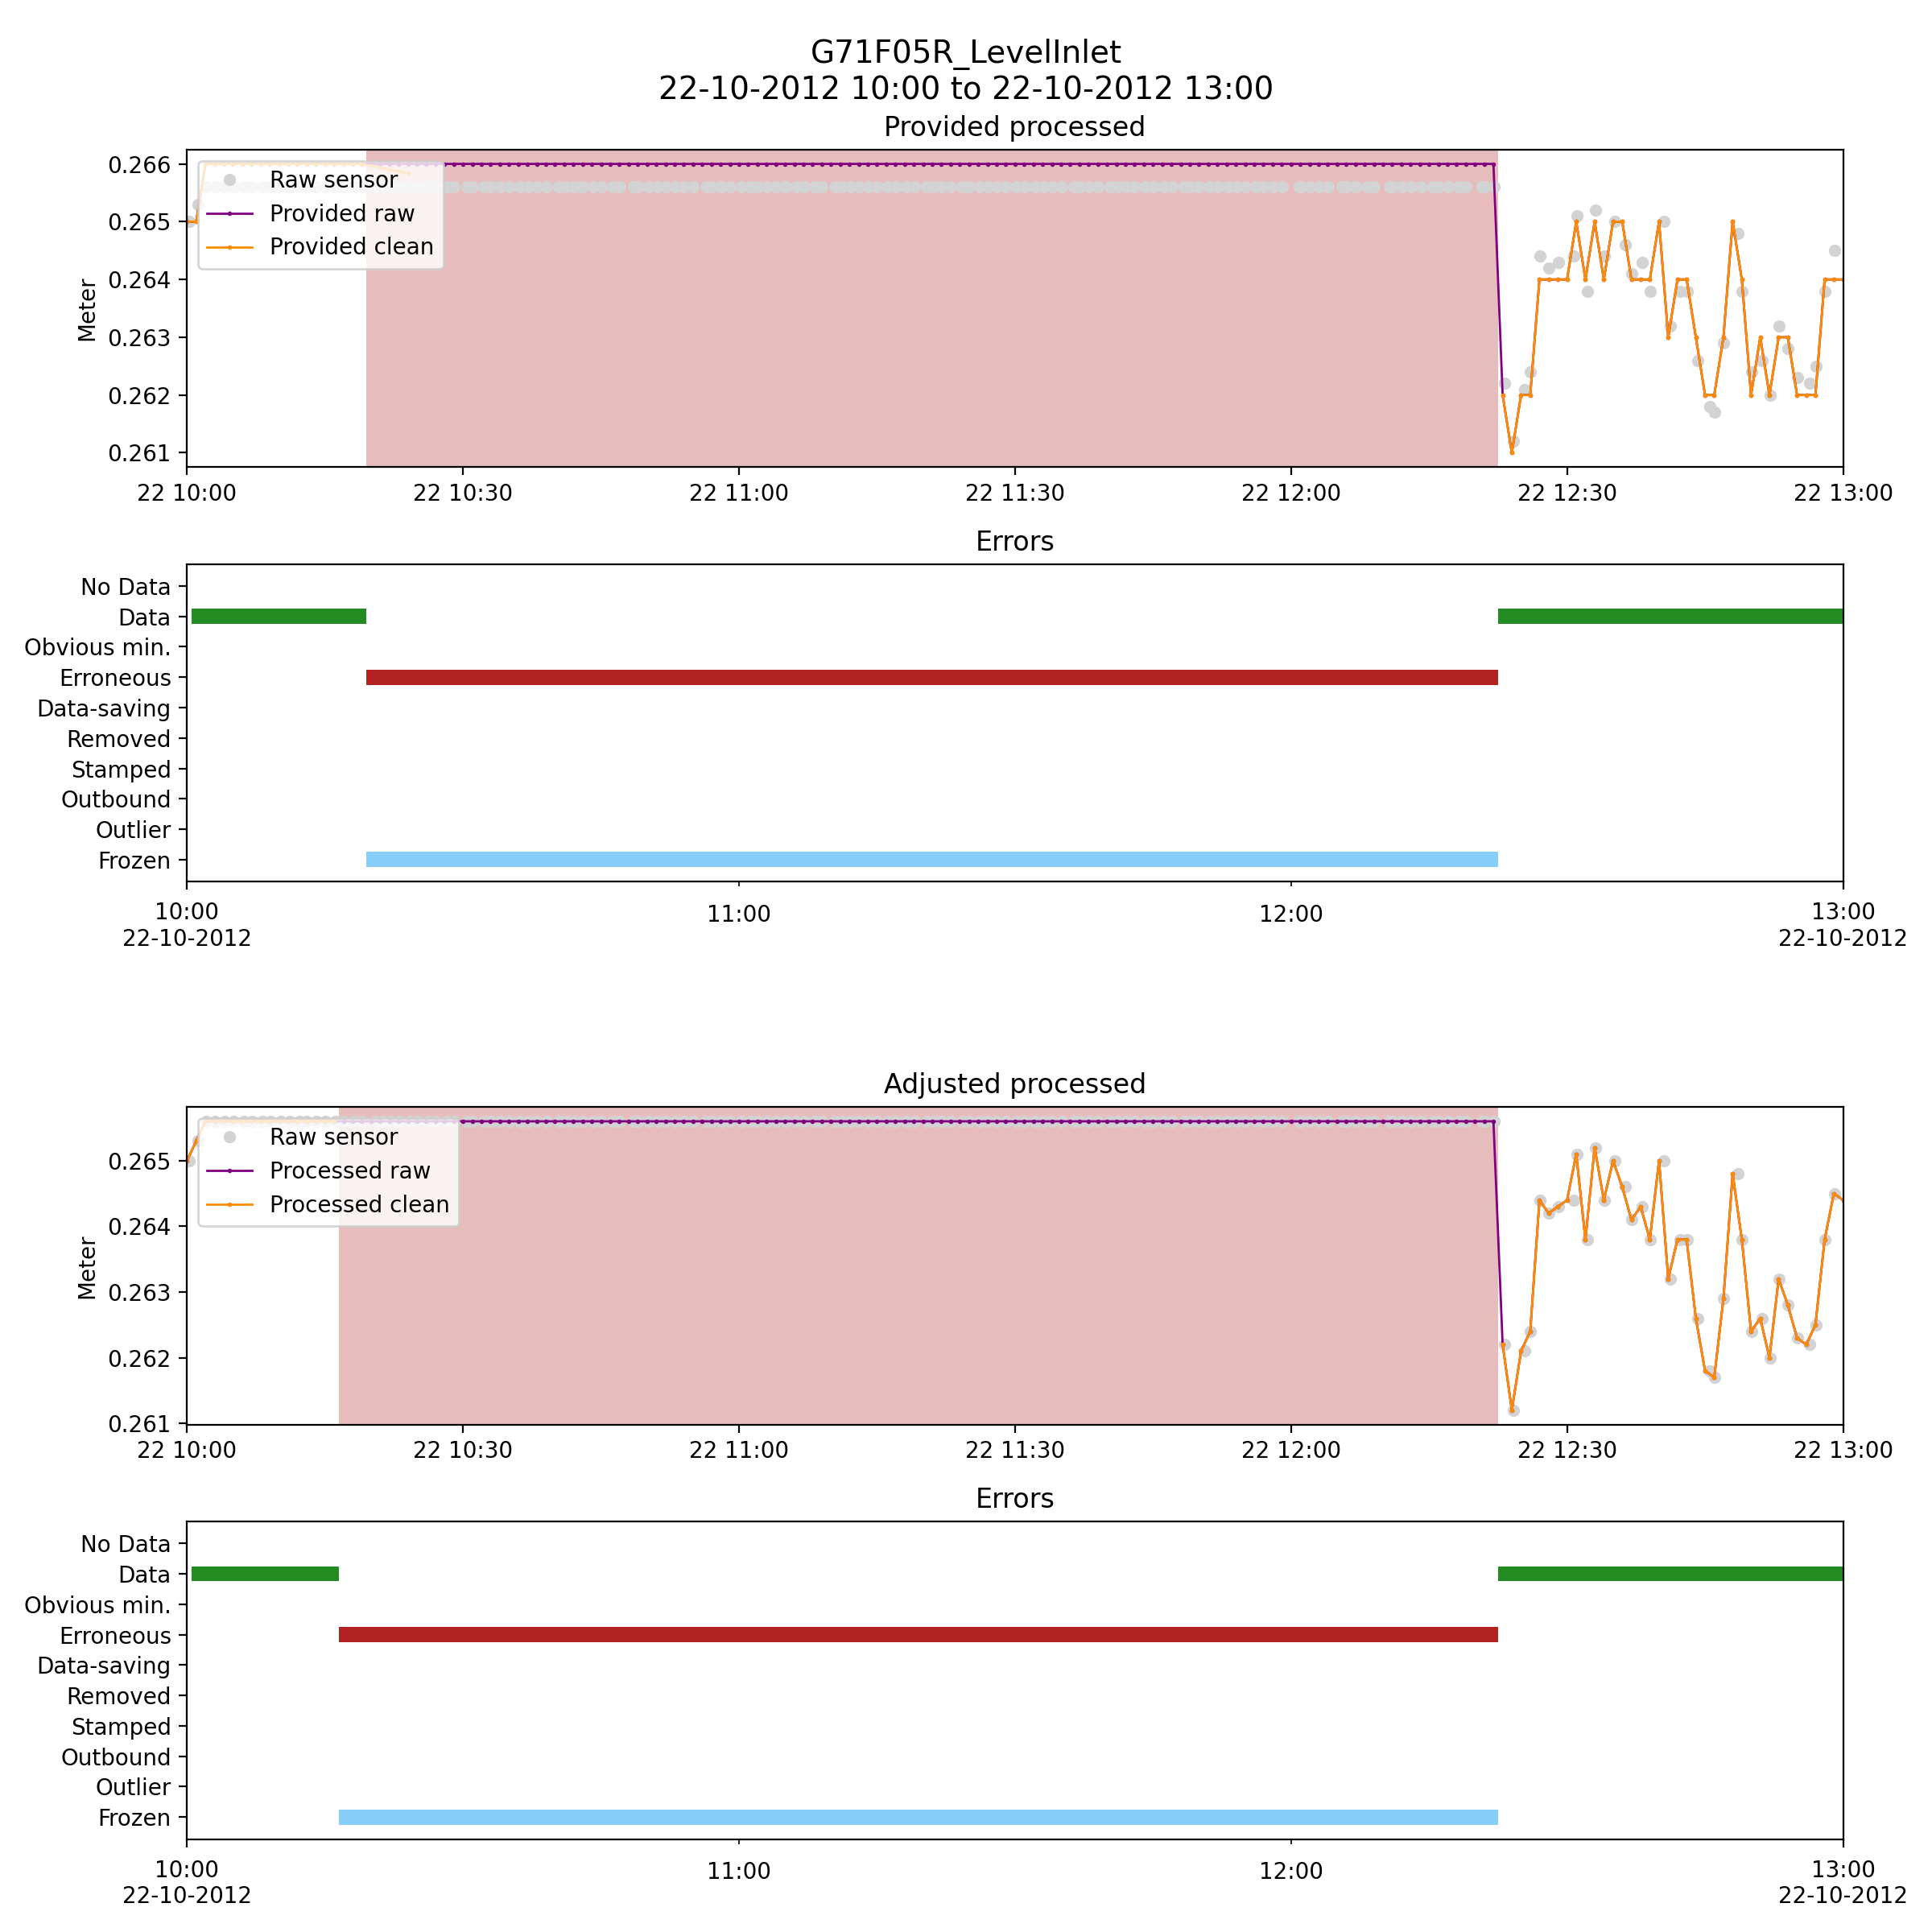 G71F05R_LevelInlet
22-10-2012 10:00 to 22-10-2012 13:00
Provided processed
0.266
0.265
0.264
0.263
0.262
0.261
Meter
Raw sensor
Provided raw
Provided clean
22 10:00 22 10:30 22 11:00 22 11:30 22 12:00 22 12:30 22 13:00
Errors
No Data
Data
Obvious min.
Erroneous
Data-saving
Removed
Stamped
Outbound
Outlier
Frozen
10:00 11:00 12:00 13:00
22-10-2012 22-10-2012
Adjusted processed
0.265
0.264
0.263
0.262
0.261
Meter
Raw sensor
Processed raw
Processed clean
22 10:00 22 10:30 22 11:00 22 11:30 22 12:00 22 12:30 22 13:00
Errors
No Data
Data
Obvious min.
Erroneous
Data-saving
Removed
Stamped
Outbound
Outlier
Frozen
10:00 11:00 12:00 13:00
22-10-2012 22-10-2012